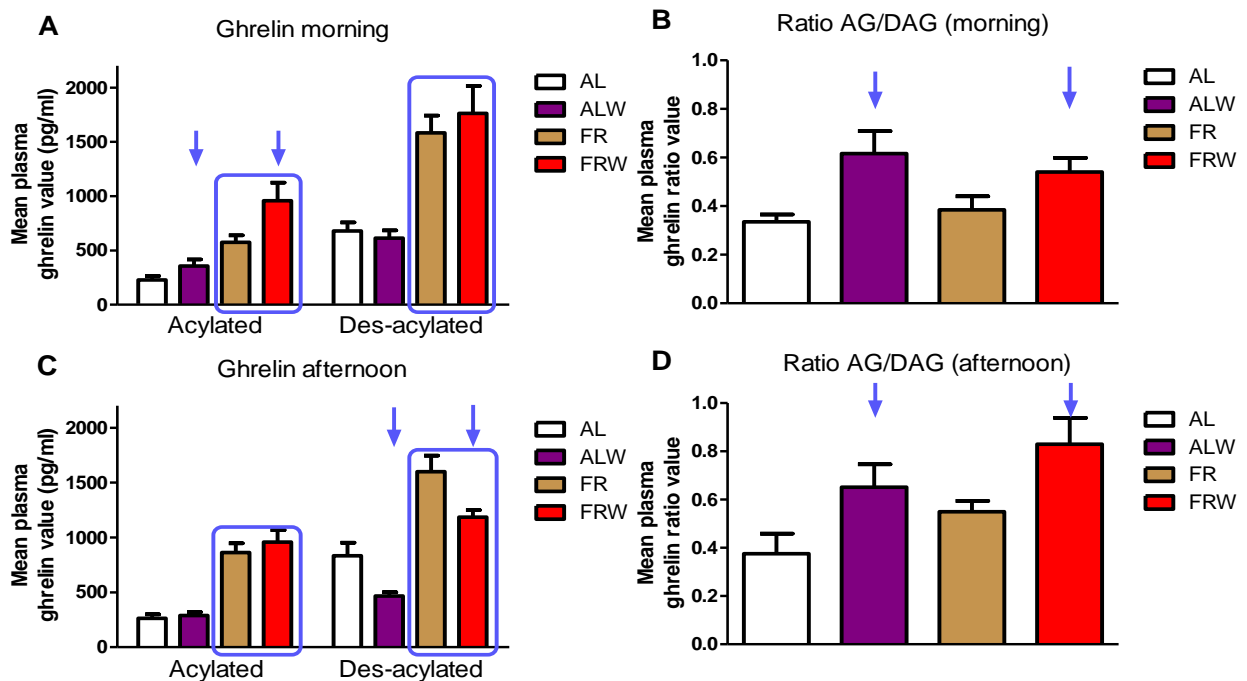 A
Ghrelin morning
Mean plasma
ghrelin value (pg/ml)
2000
1500
1000
500
0
Acylated
Des-acylated
AL
ALW
FR
FRW
B
Ratio AG/DAG (morning)
Mean plasma
ghrelin ratio value
1.0
0.8
0.6
0.4
0.2
0.0
AL
ALW
FR
FRW
C
Ghrelin afternoon
Mean plasma
ghrelin value (pg/ml)
2000
1500
1000
500
0
Acylated
Des-acylated
AL
ALW
FR
FRW
D
Ratio AG/DAG (afternoon)
Mean plasma
ghrelin ratio value
1.0
0.8
0.6
0.4
0.2
0.0
AL
ALW
FR
FRW